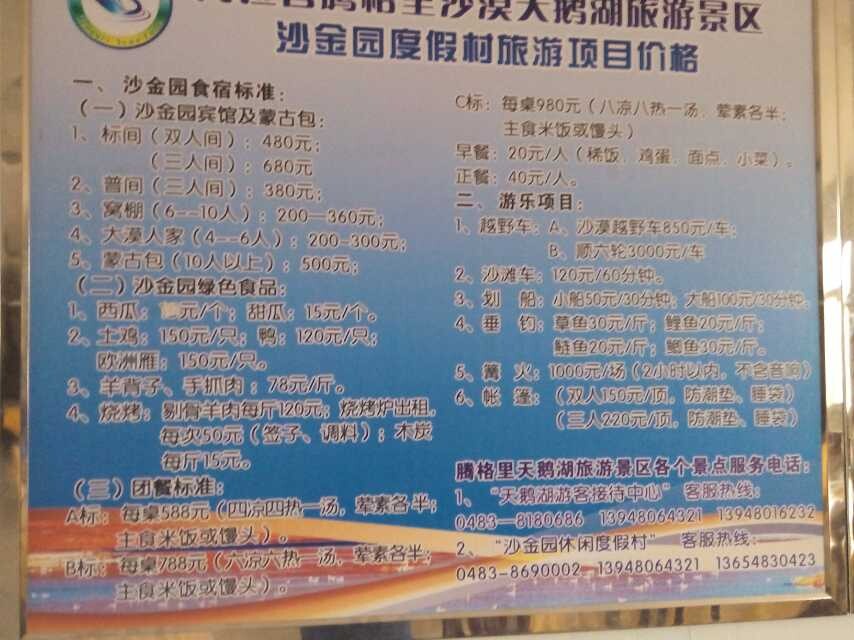 腾格里沙漠天鹅湖旅游景区
沙金园度假村旅游项目价格
一、沙金园食宿标准：
（一）沙金园宾馆及蒙古包：
1、标间（双人间）：480元；
（三人间）：680元
2、普间（三人间）：380元；
3、窝棚（6--10人）：200—360元；
4、大漠人家（4--6人）：200-300元；
5、蒙古包（10人以上）：500元；
（二）沙金园绿色食品：
1、西瓜： 元/个；甜瓜：15元/个。
2、土鸡：150元/只；鸭：120元/只；
欧洲雁：150元/只。
3、羊背子、手抓肉：78元/斤。
4、烧烤：剔骨羊肉每斤120元；烧烤炉出租，
每次50元（签子、调料）；木炭
每斤15元。
（三）团餐标准：
A标：每桌588元（四凉四热一汤，荤素各半；
主食米饭或馒头）。
B标：每桌788元（六凉六热一汤，荤素各半；
主食米饭或馒头）。
C标：每桌980元（八凉八热一汤，荤素各半；
主食米饭或馒头）
早餐：20元/人（稀饭，鸡蛋，面点，小菜）。
正餐：40元/人。
二、游乐项目：
1、越野车：A、沙漠越野车850元/车；
B、顺六轮3000元/车
2、沙滩车：120元/60分钟。
3、划 船：小船50元/30分钟；大船100元/30分钟。
4、垂 钓：草鱼30元/斤；鲤鱼20元/斤；
鲢鱼20元/斤；鲫鱼30元/斤。
5、篝 火：1000元/场（2小时以内，不含音响）
6、帐 篷：（双人150元/顶，防潮垫、睡袋）
（三人220元/顶，防潮垫、睡袋）
腾格里天鹅湖旅游景区各个景点服务电话：
1、“天鹅湖游客接待中心” 客服热线：
0483—8180686 13948064321 13948016232
2、“沙金园休闲度假村” 客服热线：
0483-8690002 13948064321 13654830423